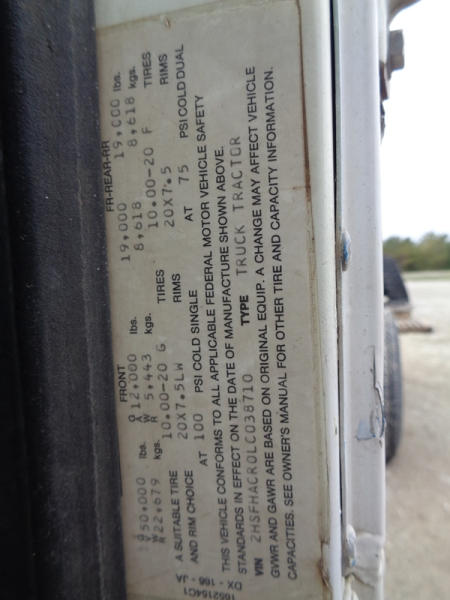 FRONT FR-REAR-RR
G 50,000 lbs. G 12,000 lbs. 19,000 19,000 lbs.
V A
W 22,679 kgs. W 5,443 kgs. 8,618 8,618 kgs.
R R
A SUITABLE TIRE 10.00-20 G TIRES 10.00-20 F TIRES
AND RIM CHOICE 20X7.5LW RIMS 20X7.5 RIMS
AT 100 PSI COLD SINGLE AT 75 PSI COLD DUAL
THIS VEHICLE CONFORMS TO ALL APPLICABLE FEDERAL MOTOR VEHICLE SAFETY
STANDARDS IN EFFECT ON THE DATE OF MANUFACTURE SHOWN ABOVE.
VIN 2HSFHACR0LC038710 TYPE TRUCK TRACTOR
GVWR AND GAWR ARE BASED ON ORIGINAL EQUIP. A CHANGE MAY AFFECT VEHICLE
CAPACITIES. SEE OWNER'S MANUAL FOR OTHER TIRE AND CAPACITY INFORMATION.
1652154C1
DX - 166 - JA